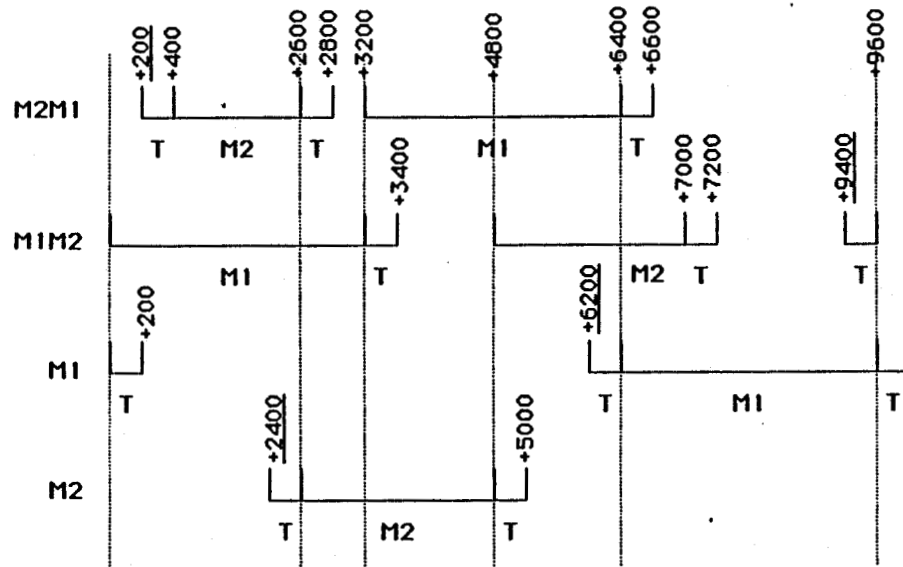 +200 +400 +2600 +2800 +3200 +4800 +6400 +6600 +9600
M2M1
T M2 T M1 T
+3400 +7000 +7200 +9400
M1M2
M1 T M2 T T
+200 +6200
M1
T T M1 T
+2400 +5000
M2
T M2 T